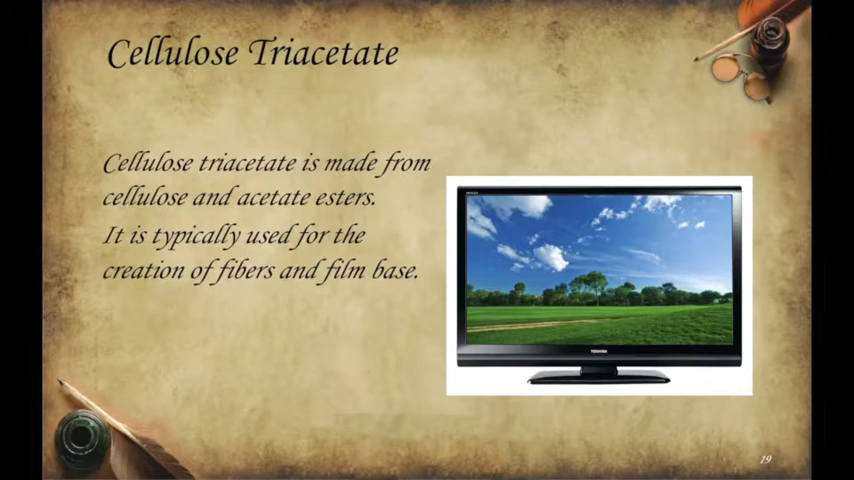 Cellulose Triacetate
Cellulose triacetate is made from
cellulose and acetate esters.
It is typically used for the
creation of fibers and film base.
TOSHIBA
19